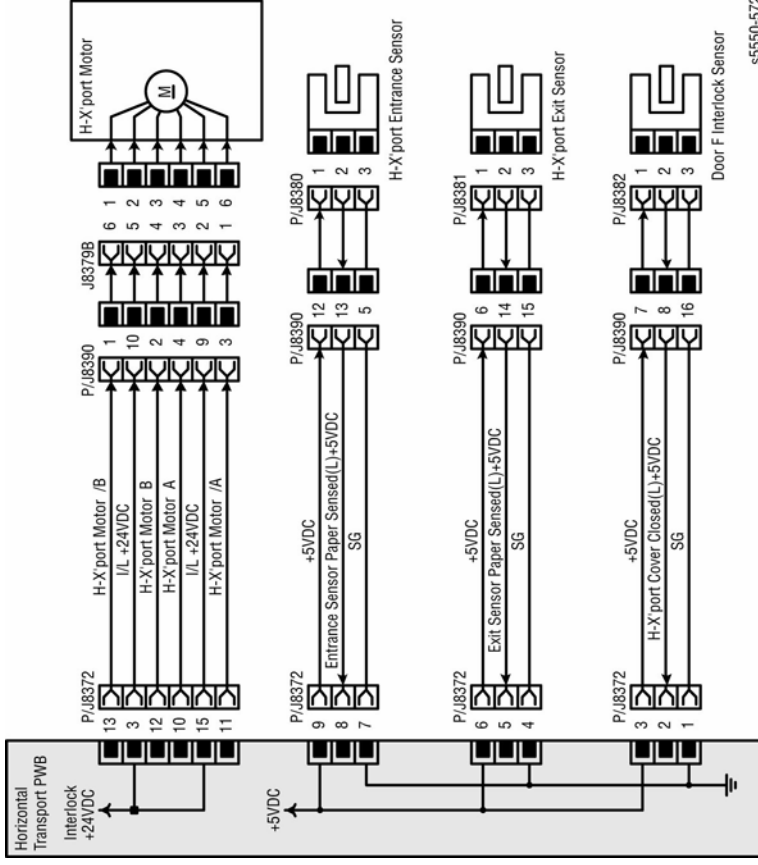 Horizontal
Transport PWB
Interlock
+24VDC
P/J8372
13
3
12
10
15
11
H-X'port Motor /B
I/L +24VDC
H-X'port Motor B
H-X'port Motor A
I/L +24VDC
H-X'port Motor /A
P/J8390
1
10
2
4
9
3
J8379B
6
5
4
3
2
1
1
2
3
4
5
6
H-X'port Motor
M
+5VDC
P/J8372
9
8
7
+5VDC
Entrance Sensor Paper Sensed(L)+5VDC
SG
P/J8390
12
13
5
P/J8380
1
2
3
H-X'port Entrance Sensor
P/J8372
6
5
4
+5VDC
Exit Sensor Paper Sensed(L)+5VDC
SG
P/J8390
6
14
15
P/J8381
1
2
3
H-X'port Exit Sensor
P/J8372
3
2
1
+5VDC
H-X'port Cover Closed(L)+5VDC
SG
P/J8390
7
8
16
P/J8382
1
2
3
Door F Interlock Sensor
s5550-572